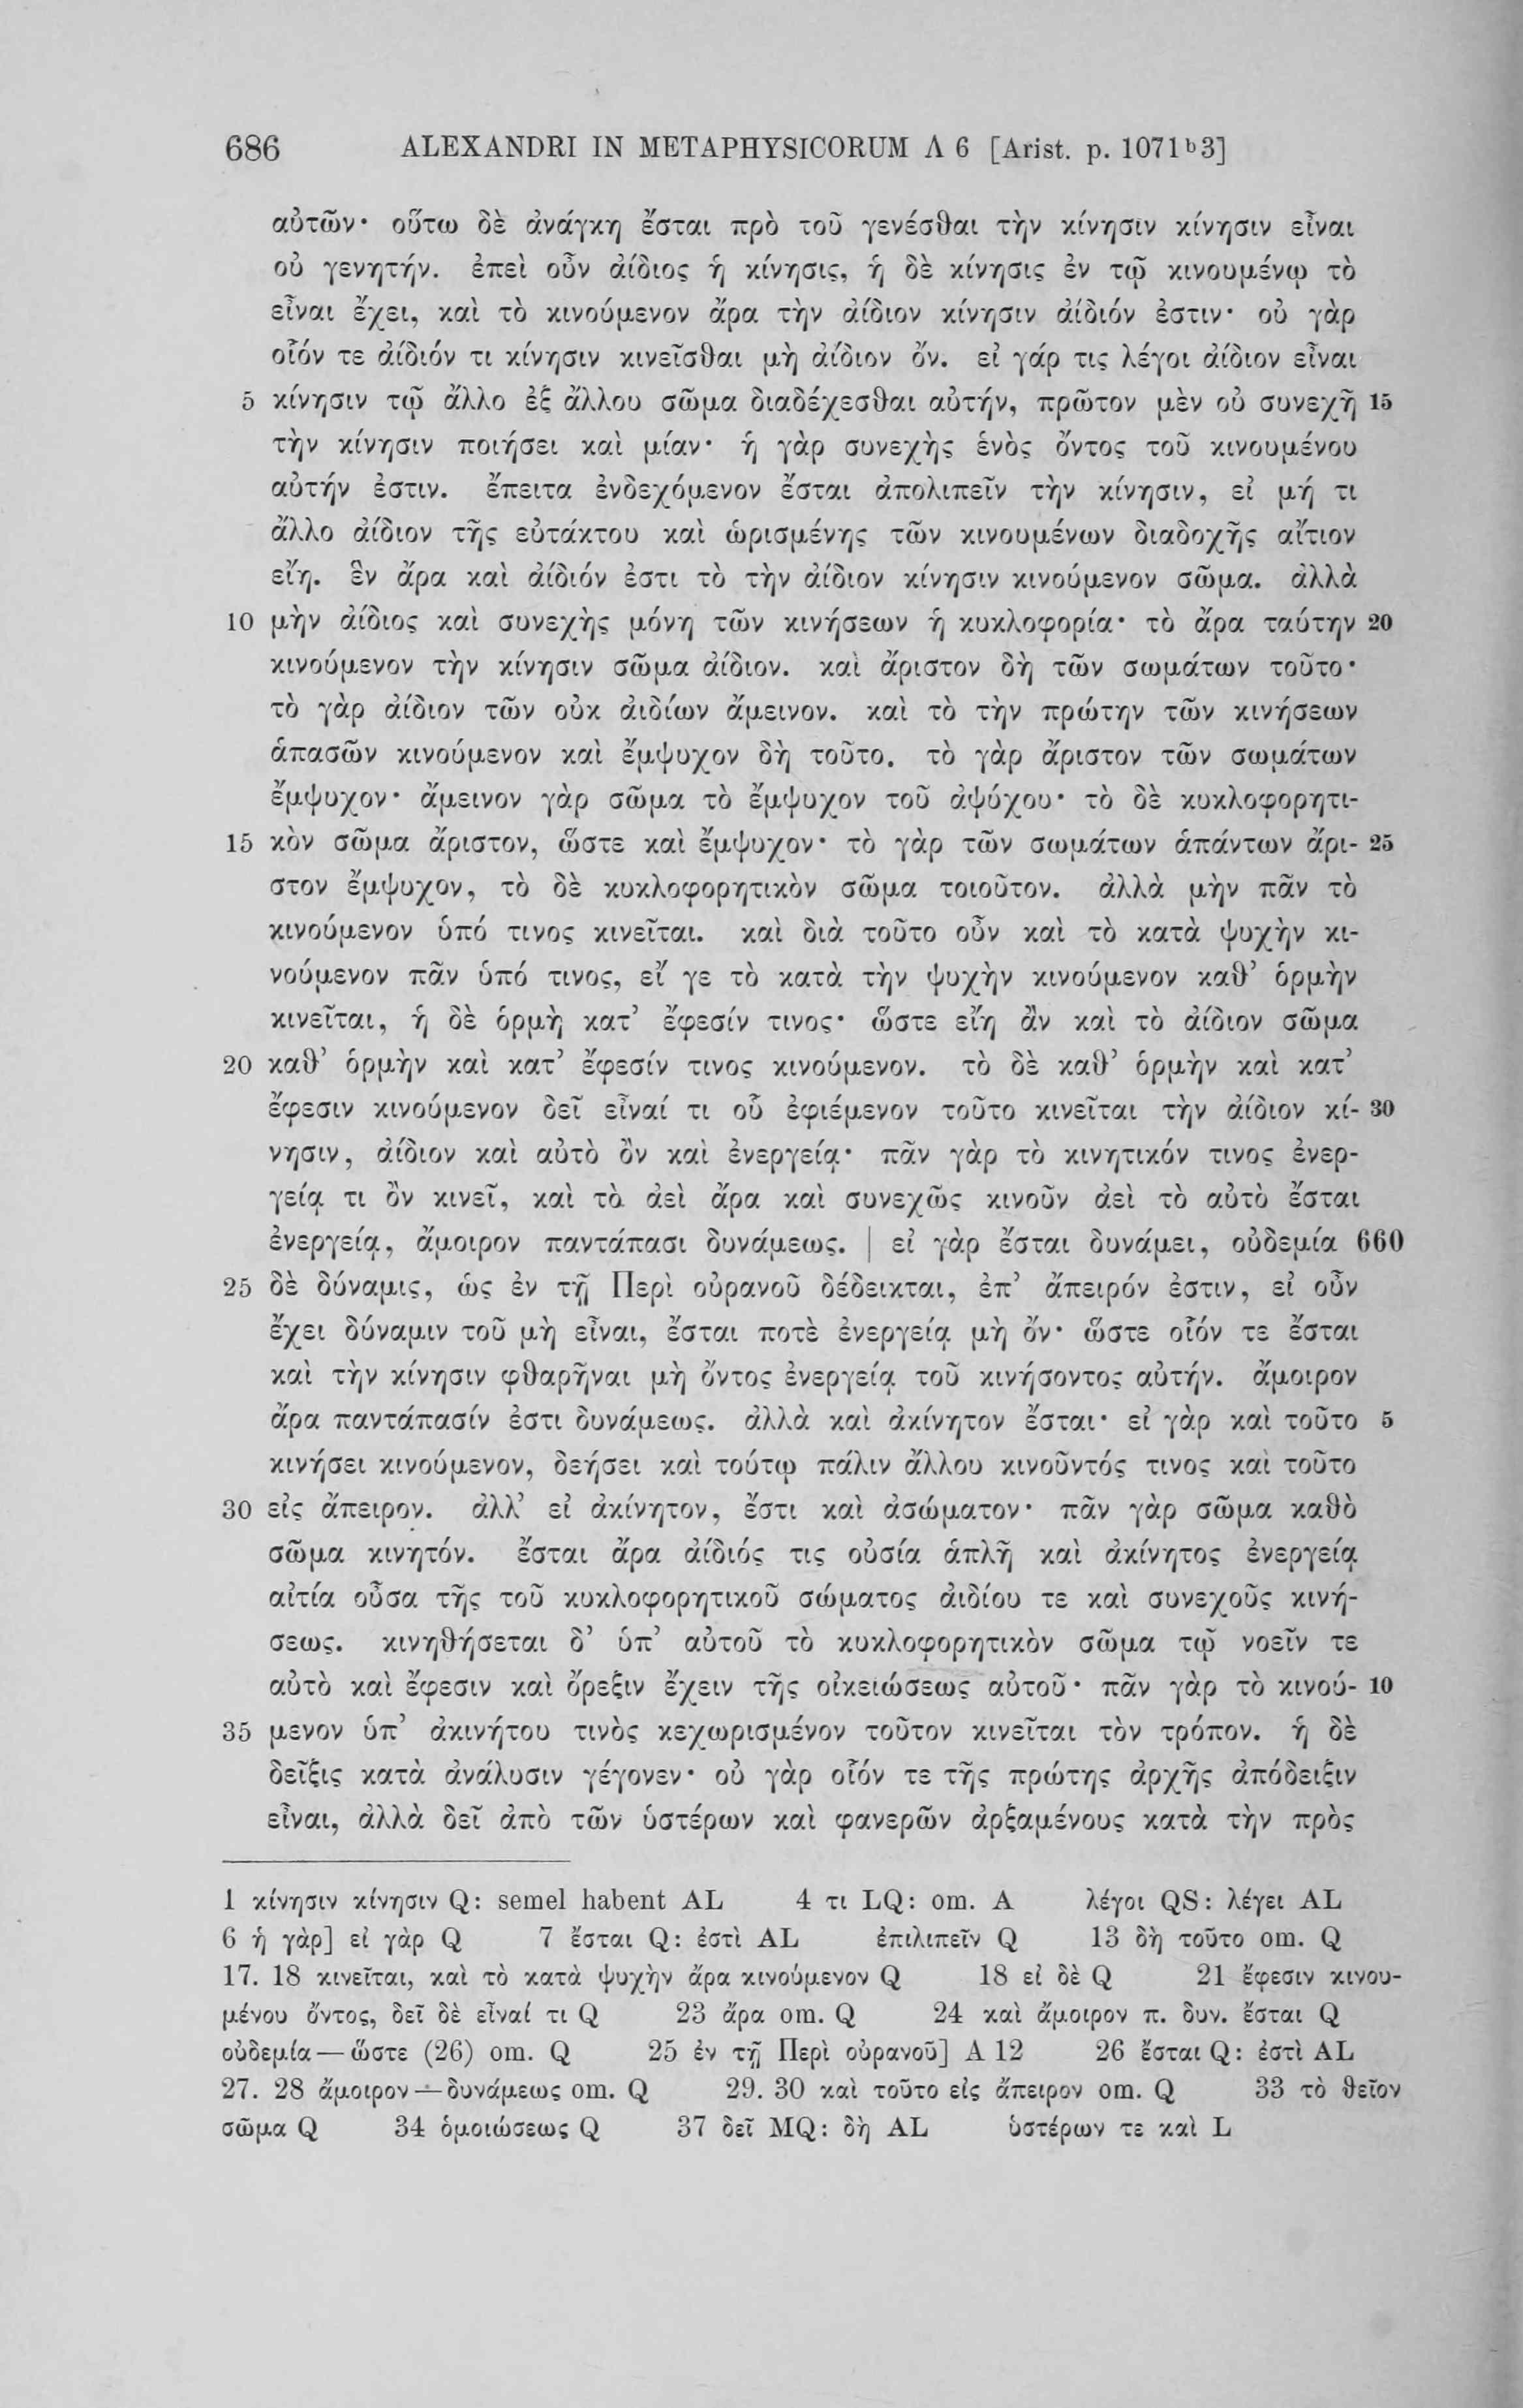 686 ALEXANDRI IN METAPHYSICORUM Λ 6 [Arist. p. 1071ᵇ3]
αὐτῶν· οὕτω δὲ ἀνάγκη ἔσται πρὸ τοῦ γενέσθαι τὴν κίνησιν κίνησιν εἶναι
οὐ γενητήν. ἐπεὶ οὖν ἀίδιος ἡ κίνησις, ἡ δὲ κίνησις ἐν τῷ κινουμένῳ τὸ
εἶναι ἔχει, καὶ τὸ κινούμενον ἄρα τὴν ἀίδιον κίνησιν ἀίδιόν ἐστιν· οὐ γὰρ
οἷόν τε ἀίδιόν τι κίνησιν κινεῖσθαι μὴ ἀίδιον ὄν. εἰ γάρ τις λέγοι ἀίδιον εἶναι
5 κίνησιν τῷ ἄλλο ἐξ ἄλλου σῶμα διαδέχεσθαι αὐτήν, πρῶτον μὲν οὐ συνεχῆ 15
τὴν κίνησιν ποιήσει καὶ μίαν· ἡ γὰρ συνεχὴς ἑνὸς ὄντος τοῦ κινουμένου
αὐτήν ἐστιν. ἔπειτα ἐνδεχόμενον ἔσται ἀπολιπεῖν τὴν κίνησιν, εἰ μή τι
ἄλλο ἀίδιον τῆς εὐτάκτου καὶ ὡρισμένης τῶν κινουμένων διαδοχῆς αἴτιον
εἴη. ἓν ἄρα καὶ ἀίδιόν ἐστι τὸ τὴν ἀίδιον κίνησιν κινούμενον σῶμα. ἀλλὰ
10 μὴν ἀίδιος καὶ συνεχὴς μόνη τῶν κινήσεων ἡ κυκλοφορία· τὸ ἄρα ταύτην 20
κινούμενον τὴν κίνησιν σῶμα ἀίδιον. καὶ ἄριστον δὴ τῶν σωμάτων τοῦτο·
τὸ γὰρ ἀίδιον τῶν οὐκ ἀιδίων ἄμεινον. καὶ τὸ τὴν πρώτην τῶν κινήσεων
ἁπασῶν κινούμενον καὶ ἔμψυχον δὴ τοῦτο. τὸ γὰρ ἄριστον τῶν σωμάτων
ἔμψυχον· ἄμεινον γὰρ σῶμα τὸ ἔμψυχον τοῦ ἀψύχου· τὸ δὲ κυκλοφορητι-
15 κὸν σῶμα ἄριστον, ὥστε καὶ ἔμψυχον· τὸ γὰρ τῶν σωμάτων ἁπάντων ἄρι- 25
στον ἔμψυχον, τὸ δὲ κυκλοφορητικὸν σῶμα τοιοῦτον. ἀλλὰ μὴν πᾶν τὸ
κινούμενον ὑπό τινος κινεῖται. καὶ διὰ τοῦτο οὖν καὶ τὸ κατὰ ψυχὴν κι-
νούμενον πᾶν ὑπό τινος, εἴ γε τὸ κατὰ τὴν ψυχὴν κινούμενον καθ’ ὁρμὴν
κινεῖται, ἡ δὲ ὁρμὴ κατ’ ἔφεσίν τινος· ὥστε εἴη ἂν καὶ τὸ ἀίδιον σῶμα
20 καθ’ ὁρμὴν καὶ κατ’ ἔφεσίν τινος κινούμενον. τὸ δὲ καθ’ ὁρμὴν καὶ κατ’
ἔφεσιν κινούμενον δεῖ εἶναί τι οὗ ἐφιέμενον τοῦτο κινεῖται τὴν ἀίδιον κί- 30
νησιν, ἀίδιον καὶ αὐτὸ ὂν καὶ ἐνεργείᾳ· πᾶν γὰρ τὸ κινητικόν τινος ἐνερ-
γείᾳ τι ὂν κινεῖ, καὶ τὸ ἀεὶ ἄρα καὶ συνεχῶς κινοῦν ἀεὶ τὸ αὐτὸ ἔσται
ἐνεργείᾳ, ἄμοιρον παντάπασι δυνάμεως. | εἰ γὰρ ἔσται δυνάμει, οὐδεμία 660
25 δὲ δύναμις, ὡς ἐν τῇ Περὶ οὐρανοῦ δέδεικται, ἐπ’ ἄπειρόν ἐστιν, εἰ οὖν
ἔχει δύναμιν τοῦ μὴ εἶναι, ἔσται ποτὲ ἐνεργείᾳ μὴ ὄν· ὥστε οἷόν τε ἔσται
καὶ τὴν κίνησιν φθαρῆναι μὴ ὄντος ἐνεργείᾳ τοῦ κινήσοντος αὐτήν. ἄμοιρον
ἄρα παντάπασίν ἐστι δυνάμεως. ἀλλὰ καὶ ἀκίνητον ἔσται· εἰ γὰρ καὶ τοῦτο 5
κινήσει κινούμενον, δεήσει καὶ τούτῳ πάλιν ἄλλου κινοῦντός τινος καὶ τοῦτο
30 εἰς ἄπειρον. ἀλλ’ εἰ ἀκίνητον, ἔστι καὶ ἀσώματον· πᾶν γὰρ σῶμα καθὸ
σῶμα κινητόν. ἔσται ἄρα ἀίδιός τις οὐσία ἁπλῆ καὶ ἀκίνητος ἐνεργείᾳ
αἰτία οὖσα τῆς τοῦ κυκλοφορητικοῦ σώματος ἀιδίου τε καὶ συνεχοῦς κινή-
σεως. κινηθήσεται δ’ ὑπ’ αὐτοῦ τὸ κυκλοφορητικὸν σῶμα τῷ νοεῖν τε
αὐτὸ καὶ ἔφεσιν καὶ ὄρεξιν ἔχειν τῆς οἰκειώσεως αὐτοῦ· πᾶν γὰρ τὸ κινού- 10
35 μενον ὑπ’ ἀκινήτου τινὸς κεχωρισμένον τοῦτον κινεῖται τὸν τρόπον. ἡ δὲ
δεῖξις κατὰ ἀνάλυσιν γέγονεν· οὐ γὰρ οἷόν τε τῆς πρώτης ἀρχῆς ἀπόδειξιν
εἶναι, ἀλλὰ δεῖ ἀπὸ τῶν ὑστέρων καὶ φανερῶν ἀρξαμένους κατὰ τὴν πρὸς
1 κίνησιν κίνησιν Q: semel habent AL 4 τι LQ: om. A λέγοι QS: λέγει AL
6 ἡ γὰρ] εἰ γὰρ Q 7 ἔσται Q: ἐστὶ AL ἐπιλιπεῖν Q 13 δὴ τοῦτο om. Q
17. 18 κινεῖται, καὶ τὸ κατὰ ψυχὴν ἄρα κινούμενον Q 18 εἰ δὲ Q 21 ἔφεσιν κινου-
μένου ὄντος, δεῖ δὲ εἶναί τι Q 23 ἄρα om. Q 24 καὶ ἄμοιρον π. δυν. ἔσται Q
οὐδεμία — ὥστε (26) om. Q 25 ἐν τῇ Περὶ οὐρανοῦ] A 12 26 ἔσται Q: ἐστὶ AL
27. 28 ἄμοιρον — δυνάμεως om. Q 29. 30 καὶ τοῦτο εἰς ἄπειρον om. Q 33 τὸ θεῖον
σῶμα Q 34 ὁμοιώσεως Q 37 δεῖ MQ: δὴ AL ὑστέρων τε καὶ L